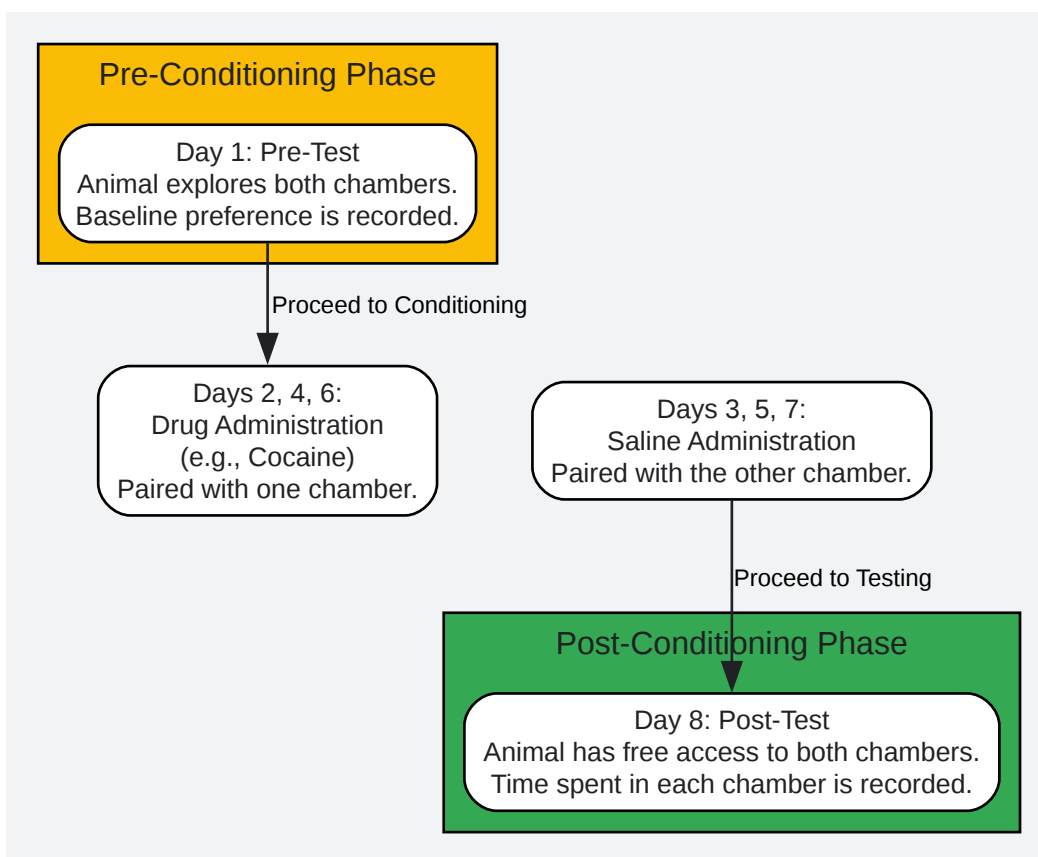 Pre-Conditioning Phase
Day 1: Pre-Test
Animal explores both chambers.
Baseline preference is recorded.
Proceed to Conditioning
Days 2, 4, 6:
Drug Administration
(e.g., Cocaine)
Paired with one chamber.
Days 3, 5, 7:
Saline Administration
Paired with the other chamber.
Proceed to Testing
Post-Conditioning Phase
Day 8: Post-Test
Animal has free access to both chambers.
Time spent in each chamber is recorded.